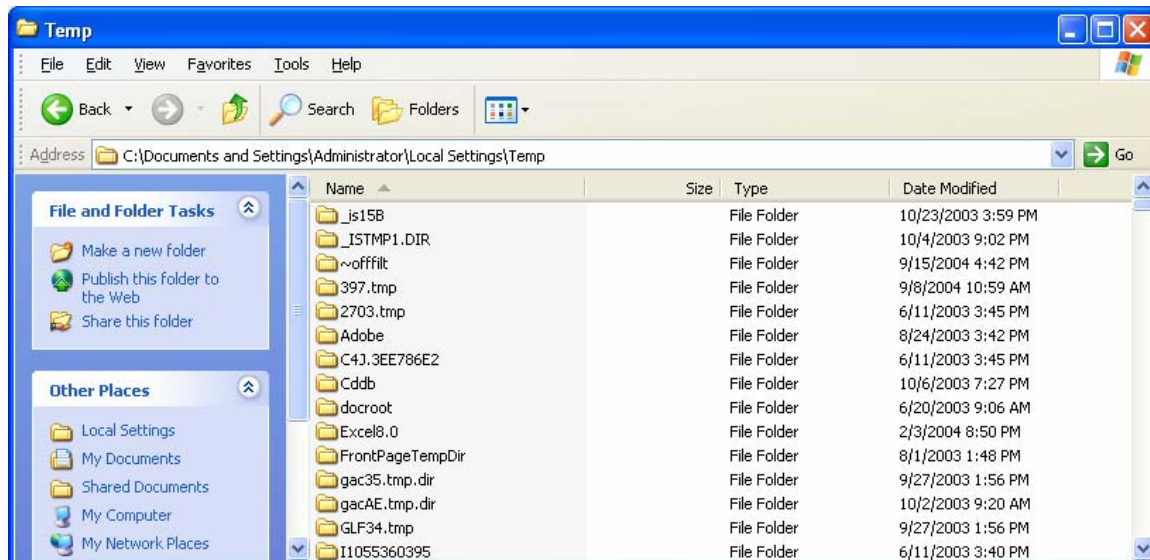 Temp
File Edit View Favorites Tools Help
Back Search Folders
Address C:\Documents and Settings\Administrator\Local Settings\Temp Go
File and Folder Tasks
Make a new folder
Publish this folder to
the Web
Share this folder
Other Places
Local Settings
My Documents
Shared Documents
My Computer
My Network Places
Name Size Type Date Modified
_is15B File Folder 10/23/2003 3:59 PM
_ISTMP1.DIR File Folder 10/4/2003 9:02 PM
~offfilt File Folder 9/15/2004 4:42 PM
397.tmp File Folder 9/8/2004 10:59 AM
2703.tmp File Folder 6/11/2003 3:45 PM
Adobe File Folder 8/24/2003 3:42 PM
C4J.3EE786E2 File Folder 6/11/2003 3:45 PM
Cddb File Folder 10/6/2003 7:27 PM
docroot File Folder 6/20/2003 9:06 AM
Excel8.0 File Folder 2/3/2004 8:50 PM
FrontPageTempDir File Folder 8/1/2003 1:48 PM
gac35.tmp.dir File Folder 9/27/2003 1:56 PM
gacAE.tmp.dir File Folder 10/2/2003 9:20 AM
GLF34.tmp File Folder 9/27/2003 1:56 PM
I1055360395 File Folder 6/11/2003 3:40 PM